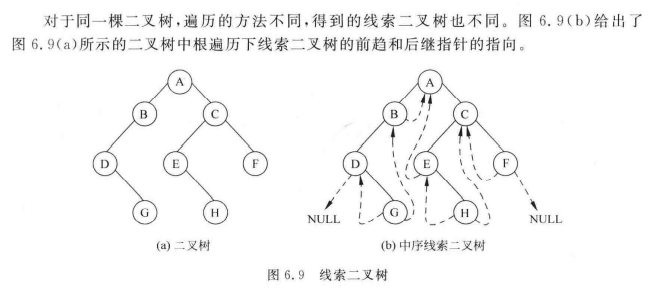 对于同一棵二叉树,遍历的方法不同,得到的线索二叉树也不同。图 6.9(b)给出了
图 6.9(a)所示的二叉树中根遍历下线索二叉树的前趋和后继指针的指向。
A
B
C
D
E
F
G
H
(a) 二叉树
A
B
C
D
E
F
NULL
G
H
NULL
(b) 中序线索二叉树
图 6.9 线索二叉树